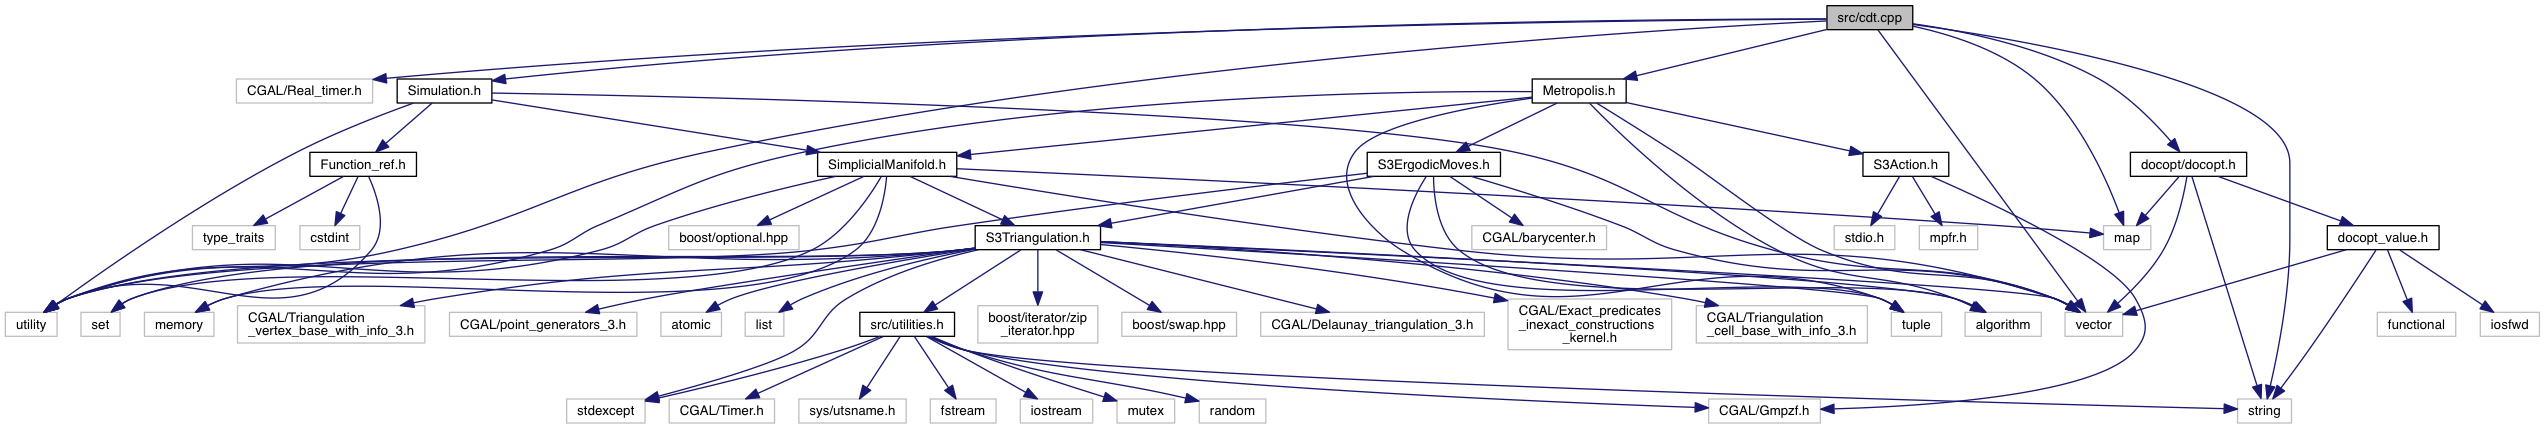 src/cdt.cpp
CGAL/Real_timer.h
Simulation.h
Metropolis.h
Function_ref.h
SimplicialManifold.h
S3ErgodicMoves.h
S3Action.h
docopt/docopt.h
type_traits
cstdint
boost/optional.hpp
S3Triangulation.h
CGAL/barycenter.h
stdio.h
mpfr.h
map
docopt_value.h
utility
set
memory
CGAL/Triangulation
_vertex_base_with_info_3.h
CGAL/point_generators_3.h
atomic
list
src/utilities.h
boost/iterator/zip
_iterator.hpp
boost/swap.hpp
CGAL/Delaunay_triangulation_3.h
CGAL/Exact_predicates
_inexact_constructions
_kernel.h
CGAL/Triangulation
_cell_base_with_info_3.h
tuple
algorithm
vector
functional
iosfwd
stdexcept
CGAL/Timer.h
sys/utsname.h
fstream
iostream
mutex
random
CGAL/Gmpzf.h
string